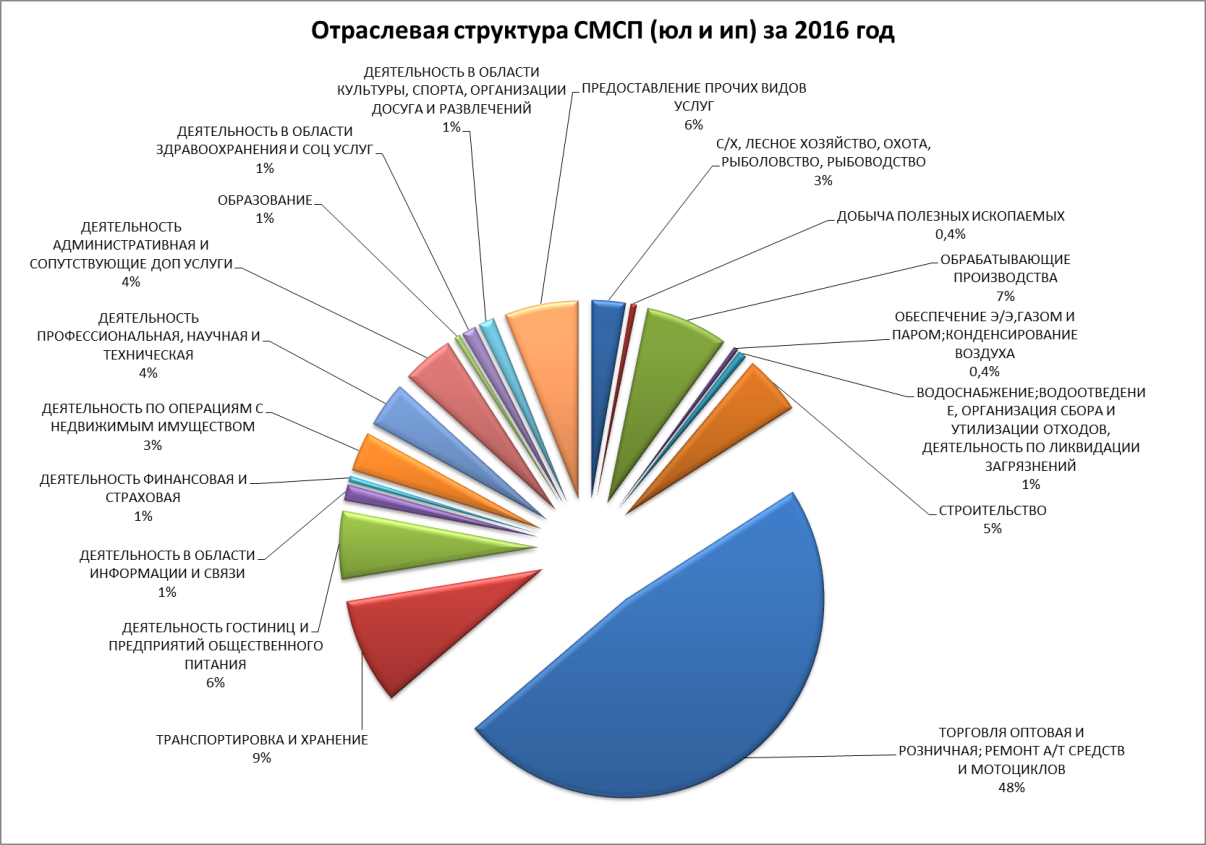 Отраслевая структура СМСП (юл и ип) за 2016 год
ПРЕДОСТАВЛЕНИЕ ПРОЧИХ ВИДОВ
УСЛУГ
6%
С/Х, ЛЕСНОЕ ХОЗЯЙСТВО, ОХОТА,
РЫБОЛОВСТВО, РЫБОВОДСТВО
3%
ДОБЫЧА ПОЛЕЗНЫХ ИСКОПАЕМЫХ
0,4%
ОБРАБАТЫВАЮЩИЕ
ПРОИЗВОДСТВА
7%
ОБЕСПЕЧЕНИЕ Э/Э,ГАЗОМ И
ПАРОМ;КОНДЕНСИРОВАНИЕ
ВОЗДУХА
0,4%
ВОДОСНАБЖЕНИЕ;ВОДООТВЕДЕНИ
Е, ОРГАНИЗАЦИЯ СБОРА И
УТИЛИЗАЦИИ ОТХОДОВ,
ДЕЯТЕЛЬНОСТЬ ПО ЛИКВИДАЦИИ
ЗАГРЯЗНЕНИЙ
1%
СТРОИТЕЛЬСТВО
5%
ТОРГОВЛЯ ОПТОВАЯ И
РОЗНИЧНАЯ; РЕМОНТ А/Т СРЕДСТВ
И МОТОЦИКЛОВ
48%
ТРАНСПОРТИРОВКА И ХРАНЕНИЕ
9%
ДЕЯТЕЛЬНОСТЬ ГОСТИНИЦ И
ПРЕДПРИЯТИЙ ОБЩЕСТВЕННОГО
ПИТАНИЯ
6%
ДЕЯТЕЛЬНОСТЬ В ОБЛАСТИ
ИНФОРМАЦИИ И СВЯЗИ
1%
ДЕЯТЕЛЬНОСТЬ ФИНАНСОВАЯ И
СТРАХОВАЯ
1%
ДЕЯТЕЛЬНОСТЬ ПО ОПЕРАЦИЯМ С
НЕДВИЖИМЫМ ИМУЩЕСТВОМ
3%
ДЕЯТЕЛЬНОСТЬ
ПРОФЕССИОНАЛЬНАЯ, НАУЧНАЯ И
ТЕХНИЧЕСКАЯ
4%
ДЕЯТЕЛЬНОСТЬ
АДМИНИСТРАТИВНАЯ И
СОПУТСТВУЮЩИЕ ДОП УСЛУГИ
4%
ОБРАЗОВАНИЕ
1%
ДЕЯТЕЛЬНОСТЬ В ОБЛАСТИ
ЗДРАВООХРАНЕНИЯ И СОЦ УСЛУГ
1%
ДЕЯТЕЛЬНОСТЬ В ОБЛАСТИ
КУЛЬТУРЫ, СПОРТА, ОРГАНИЗАЦИИ
ДОСУГА И РАЗВЛЕЧЕНИЙ
1%